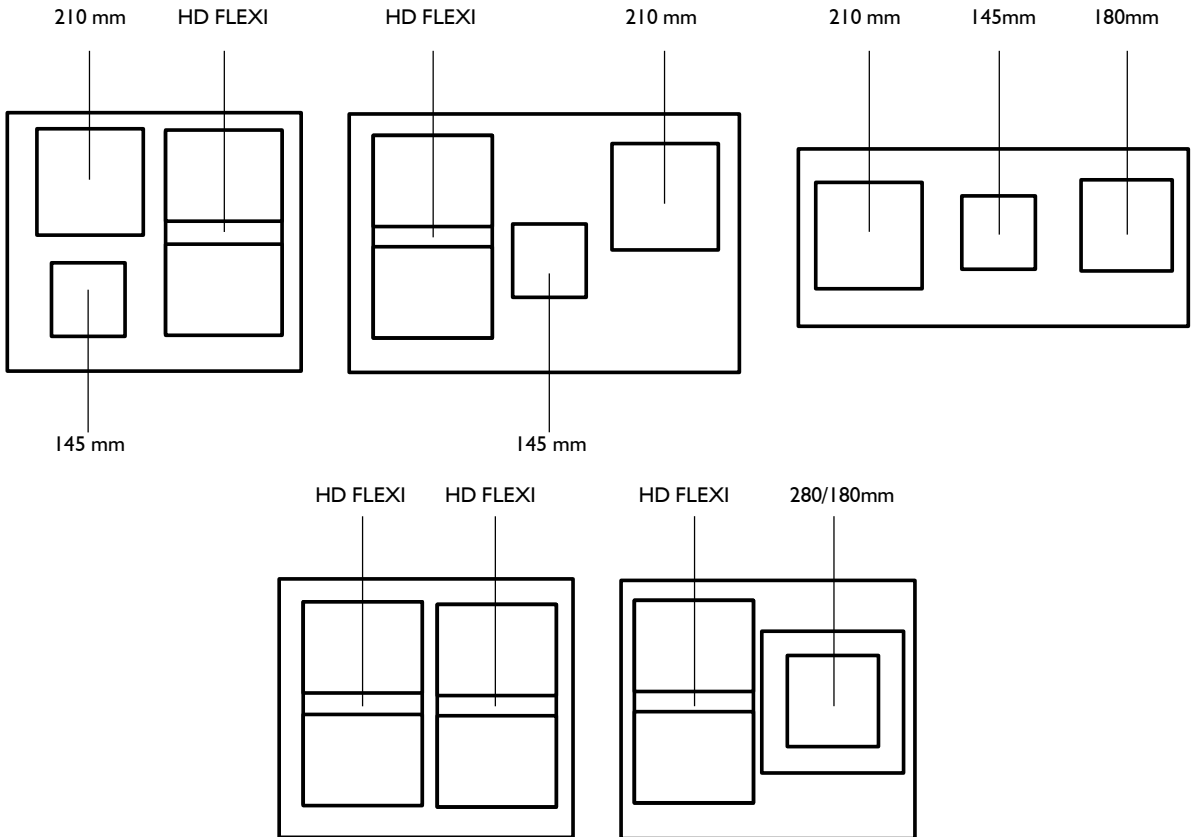 210 mm HD FLEXI
HD FLEXI 210 mm
210 mm 145mm 180mm
145 mm
145 mm
HD FLEXI HD FLEXI
HD FLEXI 280/180mm